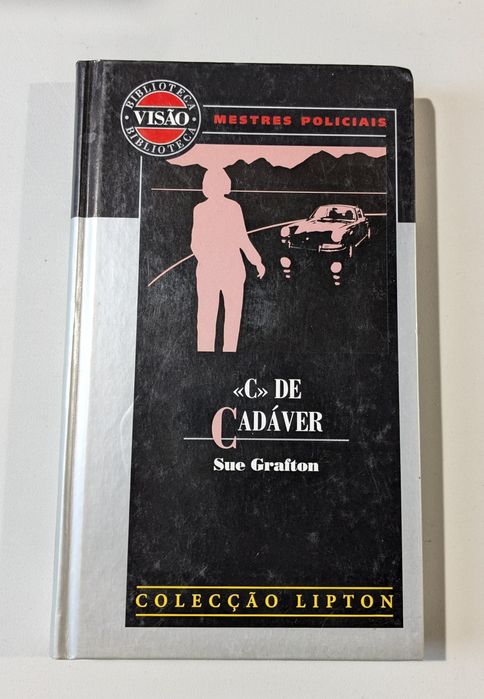 BIBLIOTECA
VISÃO
BIBLIOTECA
MESTRES POLICIAIS
«C» DE
CADÁVER
Sue Grafton
COLECÇÃO LIPTON